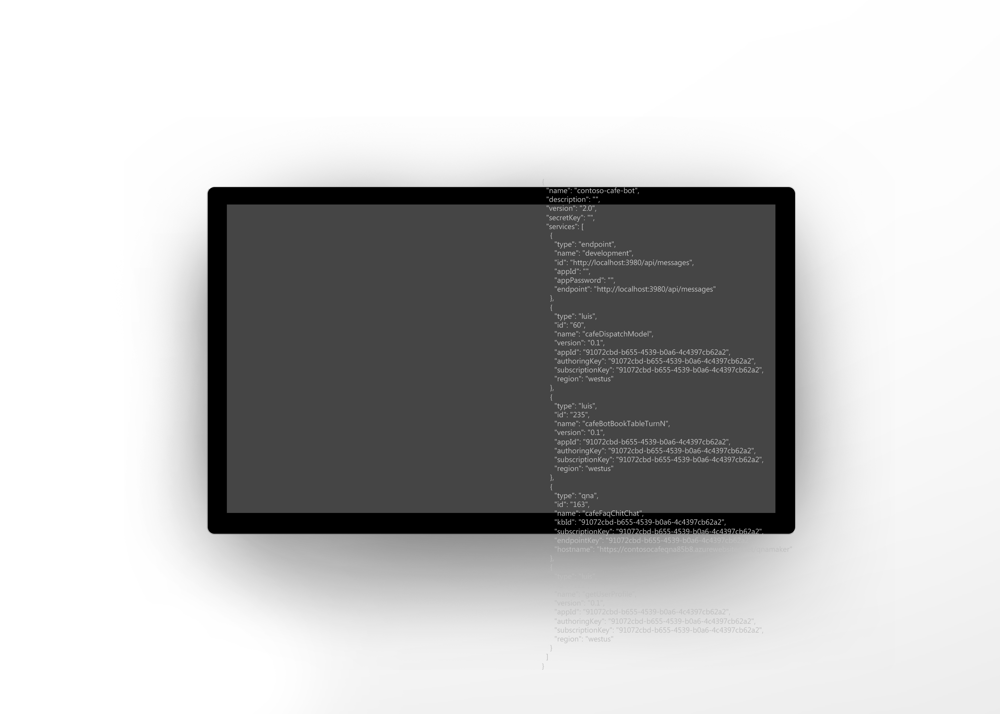 {
"name": "contoso-cafe-bot",
"description": "",
"version": "2.0",
"secretKey": "",
"services": [
{
"type": "endpoint",
"name": "development",
"id": "http://localhost:3980/api/messages",
"appId": "",
"appPassword": "",
"endpoint": "http://localhost:3980/api/messages"
},
{
"type": "luis",
"id": "60",
"name": "cafeDispatchModel",
"version": "0.1",
"appId": "91072cbd-b655-4539-b0a6-4c4397cb62a2",
"authoringKey": "91072cbd-b655-4539-b0a6-4c4397cb62a2",
"subscriptionKey": "91072cbd-b655-4539-b0a6-4c4397cb62a2",
"region": "westus"
},
{
"type": "luis",
"id": "235",
"name": "cafeBotBookTableTurnN",
"version": "0.1",
"appId": "91072cbd-b655-4539-b0a6-4c4397cb62a2",
"authoringKey": "91072cbd-b655-4539-b0a6-4c4397cb62a2",
"subscriptionKey": "91072cbd-b655-4539-b0a6-4c4397cb62a2",
"region": "westus"
},
{
"type": "qna",
"id": "163",
"name": "cafeFaqChitChat",
"kbId": "91072cbd-b655-4539-b0a6-4c4397cb62a2",
"subscriptionKey": "91072cbd-b655-4539-b0a6-4c4397cb62a2",
"endpointKey": "91072cbd-b655-4539-b0a6-4c4397cb62a2
"hostname":
},
{
"type": "luis"
"name": "getUserProfile",
"version": "0.1",
"appId": "91072cbd-b655-4539-b0a6-4c4397cb62a2",
"authoringKey": "91072cbd-b655-4539-b0a6-4c4397cb62a2",
"subscriptionKey": "91072cbd-b655-4539-b0a6-4c4397cb62a2",
"region": "westus"
}
]
}